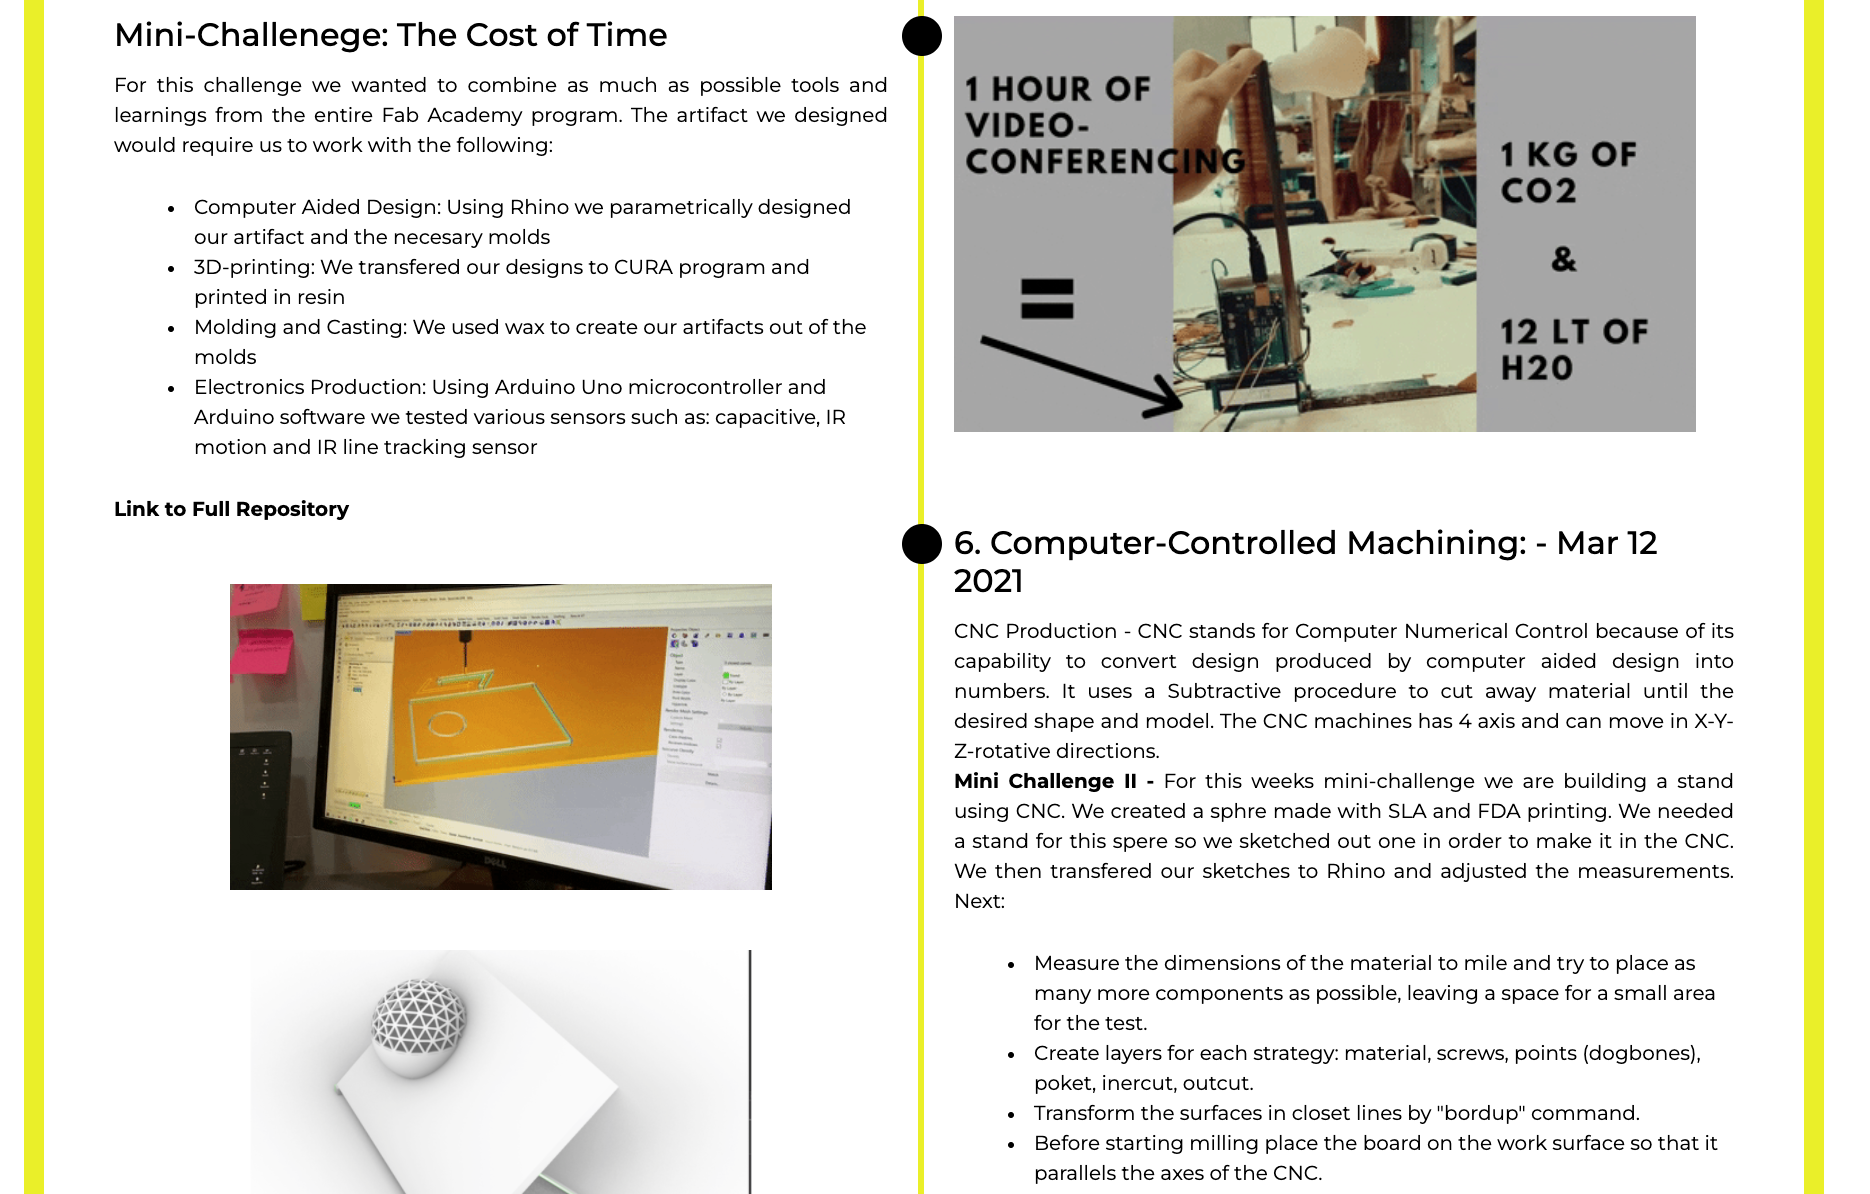 Mini-Challenege: The Cost of Time
For this challenge we wanted to combine as much as possible tools and
learnings from the entire Fab Academy program. The artifact we designed
would require us to work with the following:
• Computer Aided Design: Using Rhino we parametrically designed
our artifact and the necesary molds
• 3D-printing: We transfered our designs to CURA program and
printed in resin
• Molding and Casting: We used wax to create our artifacts out of the
molds
• Electronics Production: Using Arduino Uno microcontroller and
Arduino software we tested various sensors such as: capacitive, IR
motion and IR line tracking sensor
Link to Full Repository
DELL
1 HOUR OF
VIDEO-
CONFERENCING
=
1 KG OF
CO2
&
12 LT OF
H20
6. Computer-Controlled Machining: - Mar 12
2021
CNC Production - CNC stands for Computer Numerical Control because of its
capability to convert design produced by computer aided design into
numbers. It uses a Subtractive procedure to cut away material until the
desired shape and model. The CNC machines has 4 axis and can move in X-Y-
Z-rotative directions.
Mini Challenge II - For this weeks mini-challenge we are building a stand
using CNC. We created a sphre made with SLA and FDA printing. We needed
a stand for this spere so we sketched out one in order to make it in the CNC.
We then transfered our sketches to Rhino and adjusted the measurements.
Next:
• Measure the dimensions of the material to mile and try to place as
many more components as possible, leaving a space for a small area
for the test.
• Create layers for each strategy: material, screws, points (dogbones),
poket, inercut, outcut.
• Transform the surfaces in closet lines by "bordup" command.
• Before starting milling place the board on the work surface so that it
parallels the axes of the CNC.